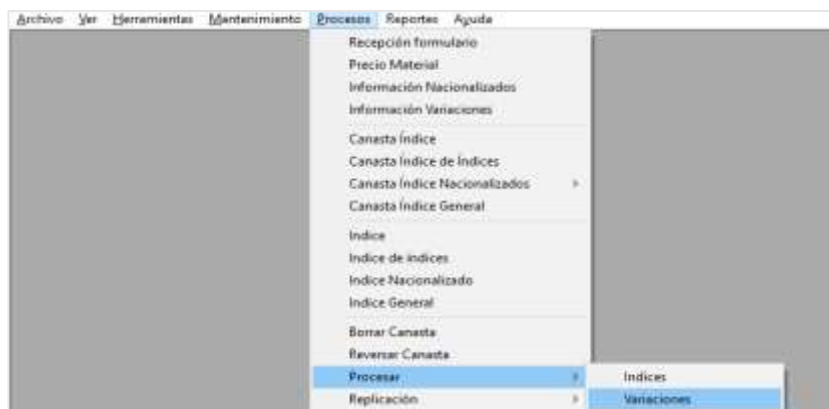 Archivo Ver Herramientas Mantenimiento Procesos Reportes Ayuda
Recepción formulario
Precio Material
Información Nacionalizados
Información Variaciones
Canasta Índice
Canasta Índice de Índices
Canasta Índice Nacionalizados
Canasta Índice General
Indice
Indice de indices
Indice Nacionalizado
Indice General
Borrar Canasta
Reversar Canasta
Procesar
Indices
Replicación
Variaciones